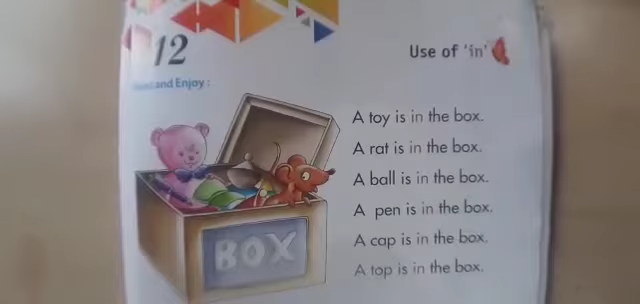 12
Use of 'in'
and Enjoy :
A toy is in the box.
A rat is in the box.
A ball is in the box.
A pen is in the box.
A cap is in the box.
A top is in the box.
BOX